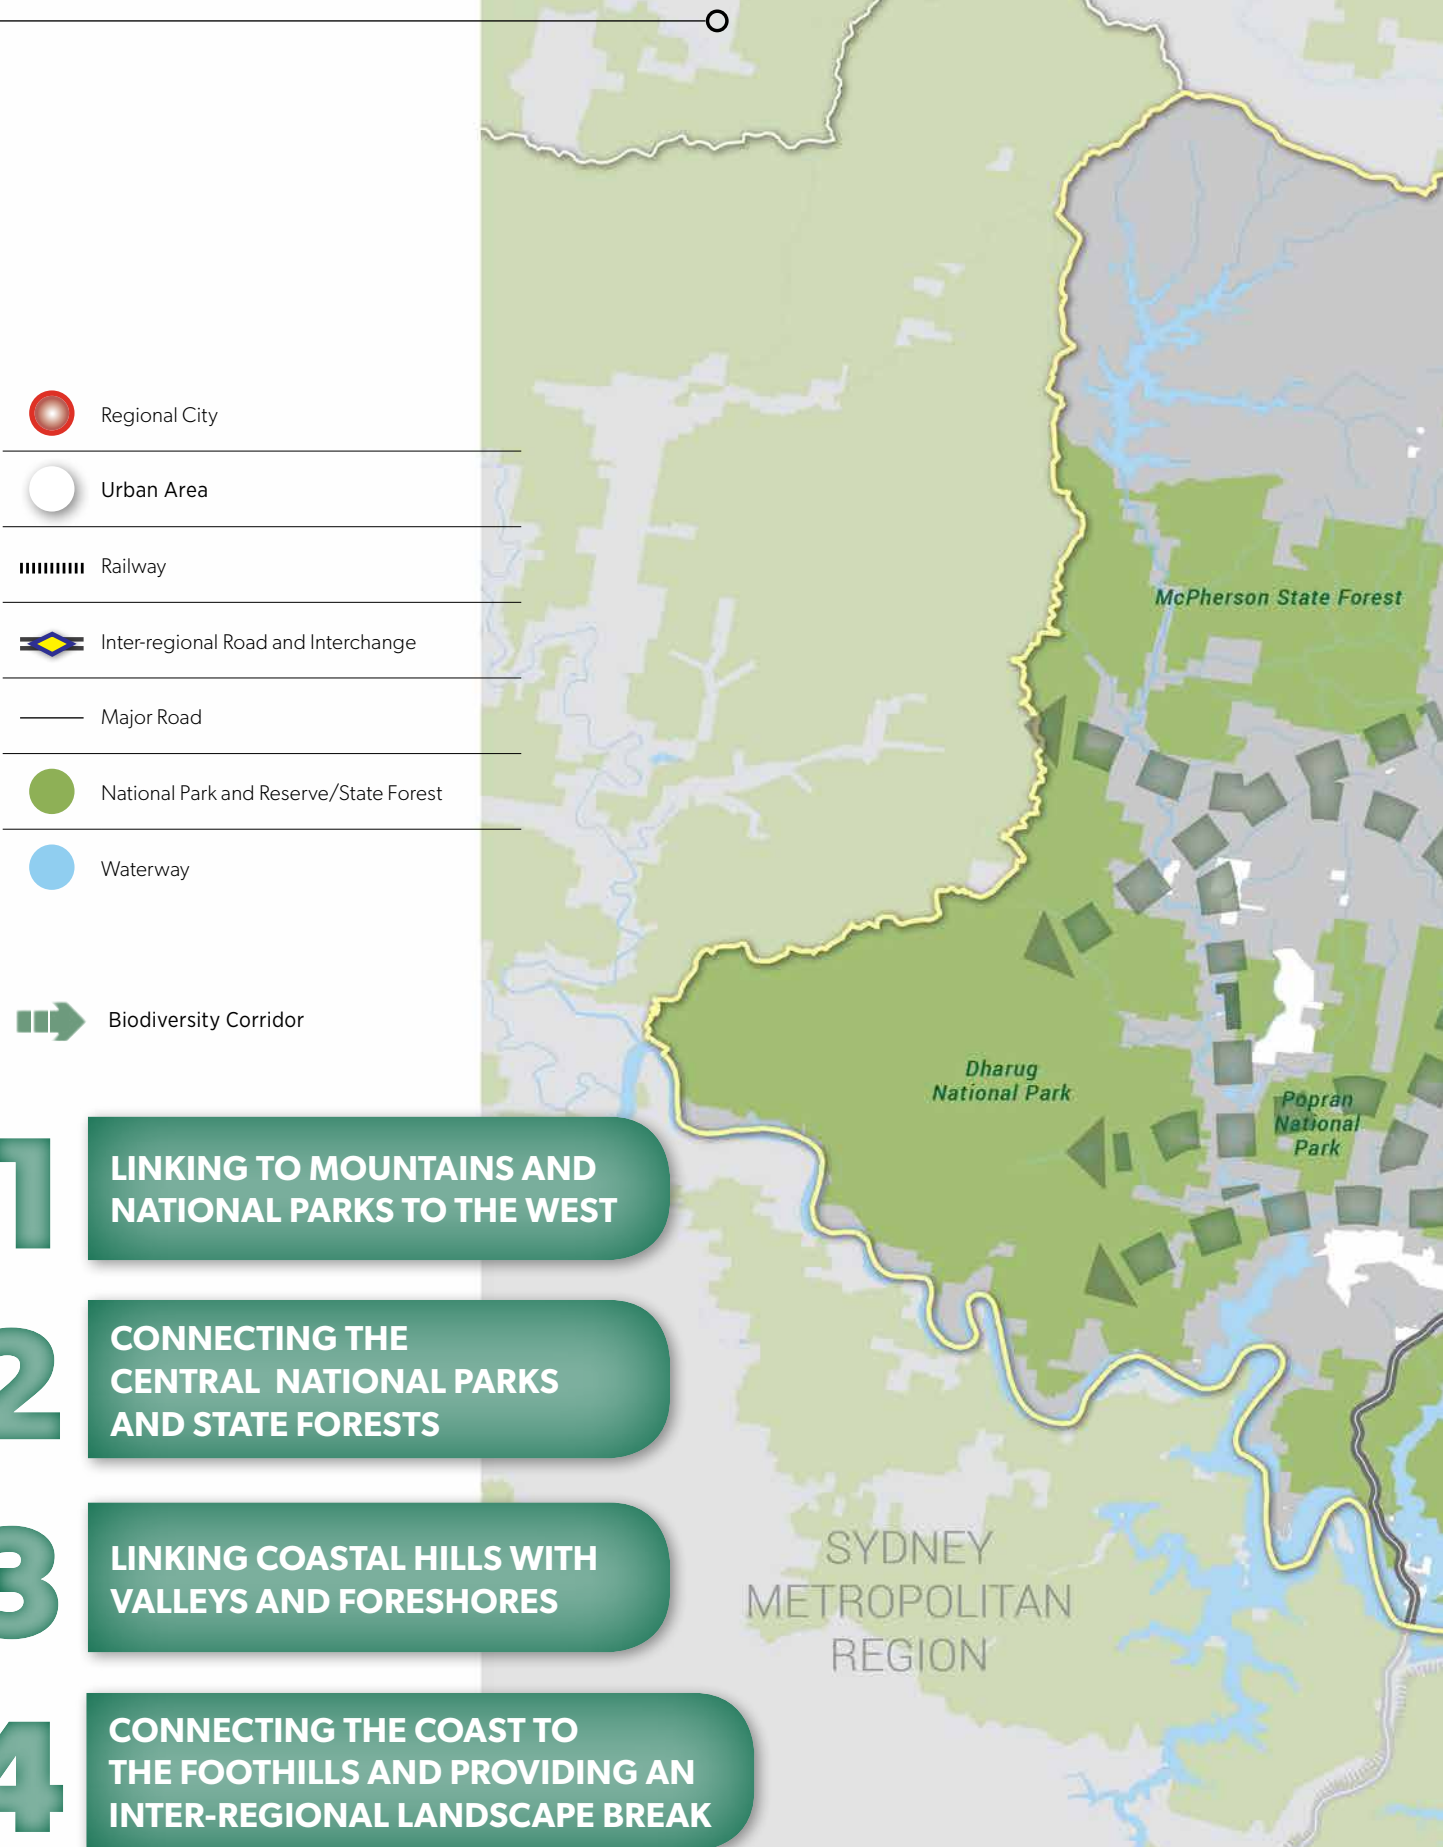 Regional City
Urban Area
Railway
Inter-regional Road and Interchange
Major Road
National Park and Reserve/State Forest
Waterway
Biodiversity Corridor
1
LINKING TO MOUNTAINS AND
NATIONAL PARKS TO THE WEST
2
CONNECTING THE
CENTRAL NATIONAL PARKS
AND STATE FORESTS
3
LINKING COASTAL HILLS WITH
VALLEYS AND FORESHORES
4
CONNECTING THE COAST TO
THE FOOTHILLS AND PROVIDING AN
INTER-REGIONAL LANDSCAPE BREAK
McPherson State Forest
Dharug
National Park
Popran
National
Park
SYDNEY
METROPOLITAN
REGION